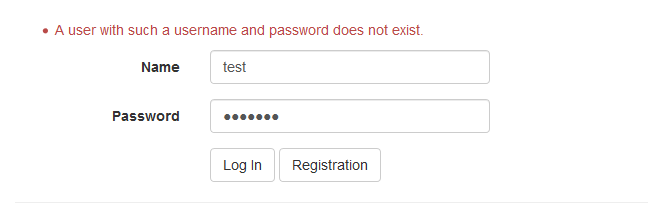 • A user with such a username and password does not exist.
Name test
Password •••••••
Log In Registration